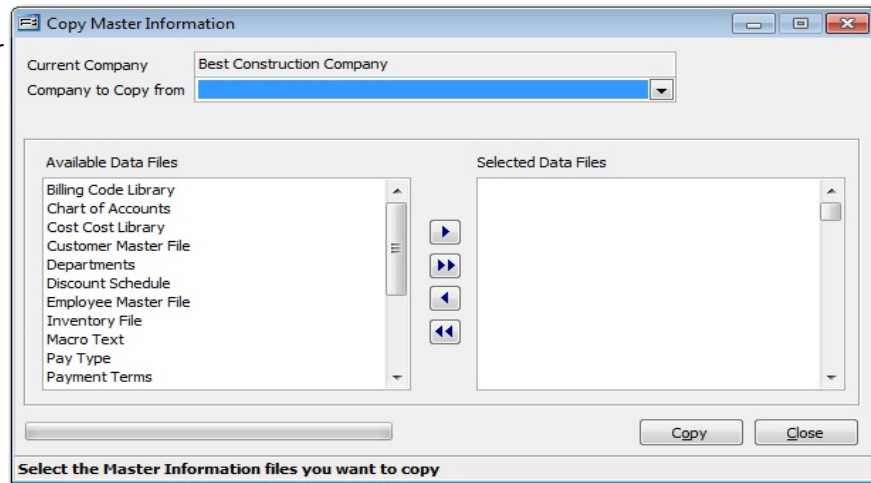 Copy Master Information
Current Company Best Construction Company
Company to Copy from
Available Data Files
Billing Code Library
Chart of Accounts
Cost Cost Library
Customer Master File
Departments
Discount Schedule
Employee Master File
Inventory File
Macro Text
Pay Type
Payment Terms
Selected Data Files
Copy Close
Select the Master Information files you want to copy